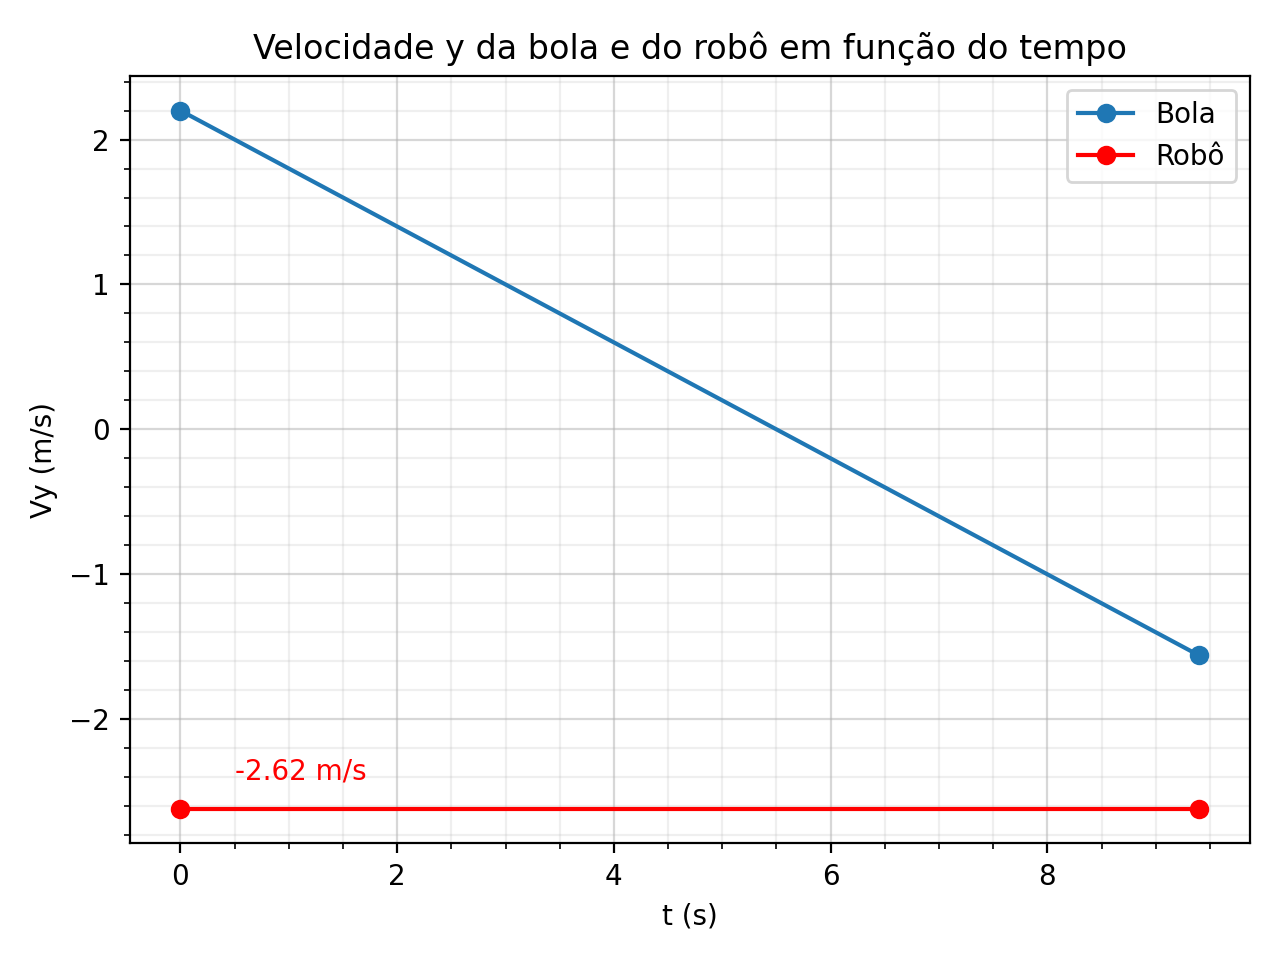 Velocidade y da bola e do robô em função do tempo
Bola
Robô
2
1
0
−1
−2
Vy (m/s)
-2.62 m/s
0 2 4 6 8
t (s)